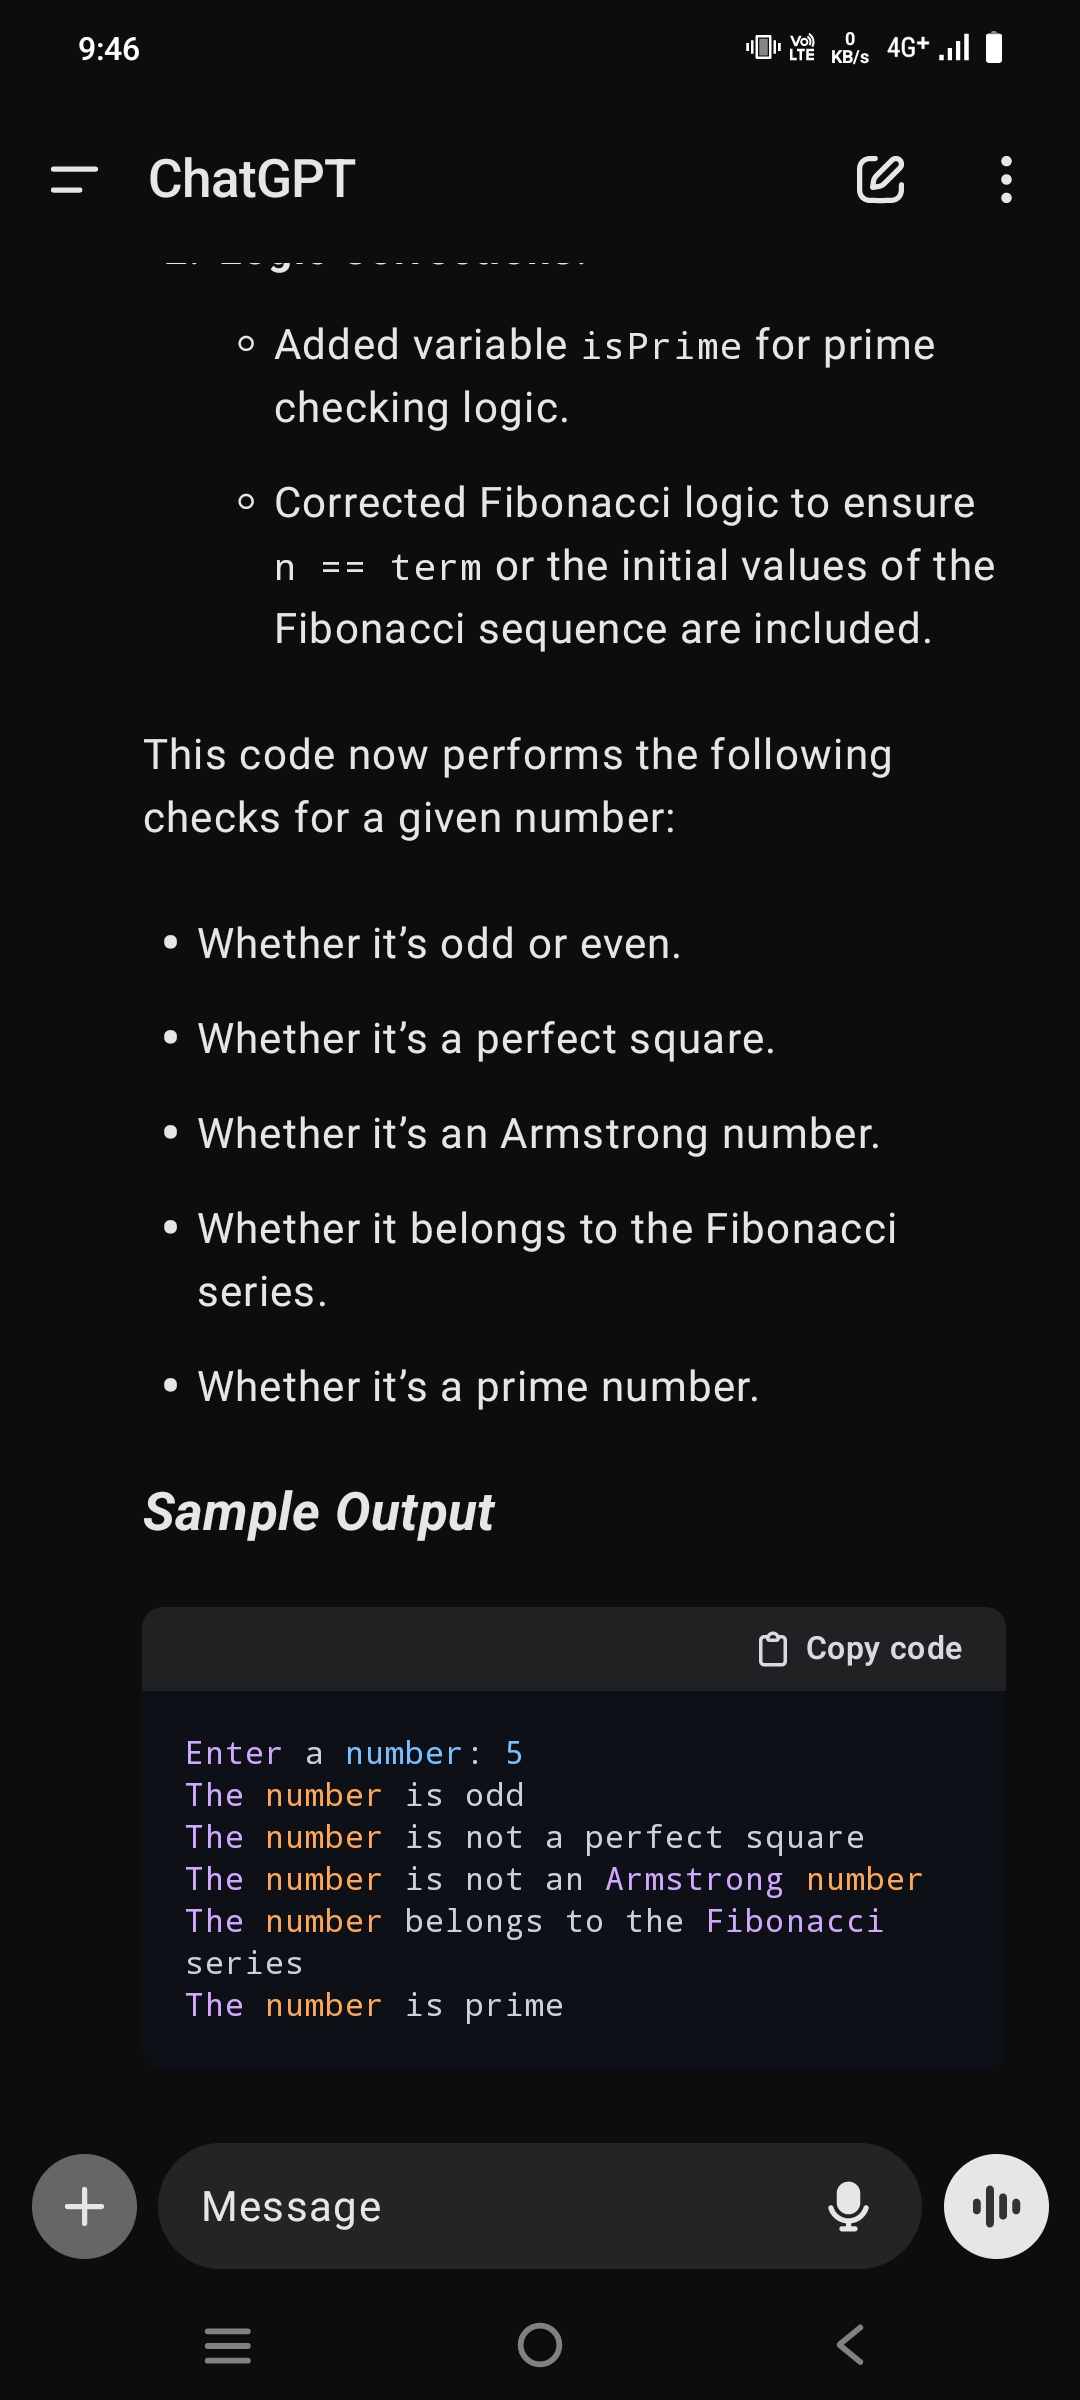 9:46
Vo)) LTE 0 KB/s 4G+
ChatGPT
2. Logic Corrections:
Added variable isPrime for prime
checking logic.
Corrected Fibonacci logic to ensure
n == term or the initial values of the
Fibonacci sequence are included.
This code now performs the following
checks for a given number:
• Whether it’s odd or even.
• Whether it’s a perfect square.
• Whether it’s an Armstrong number.
• Whether it belongs to the Fibonacci
series.
• Whether it’s a prime number.
Sample Output
Copy code
Enter a number: 5
The number is odd
The number is not a perfect square
The number is not an Armstrong number
The number belongs to the Fibonacci
series
The number is prime
Message